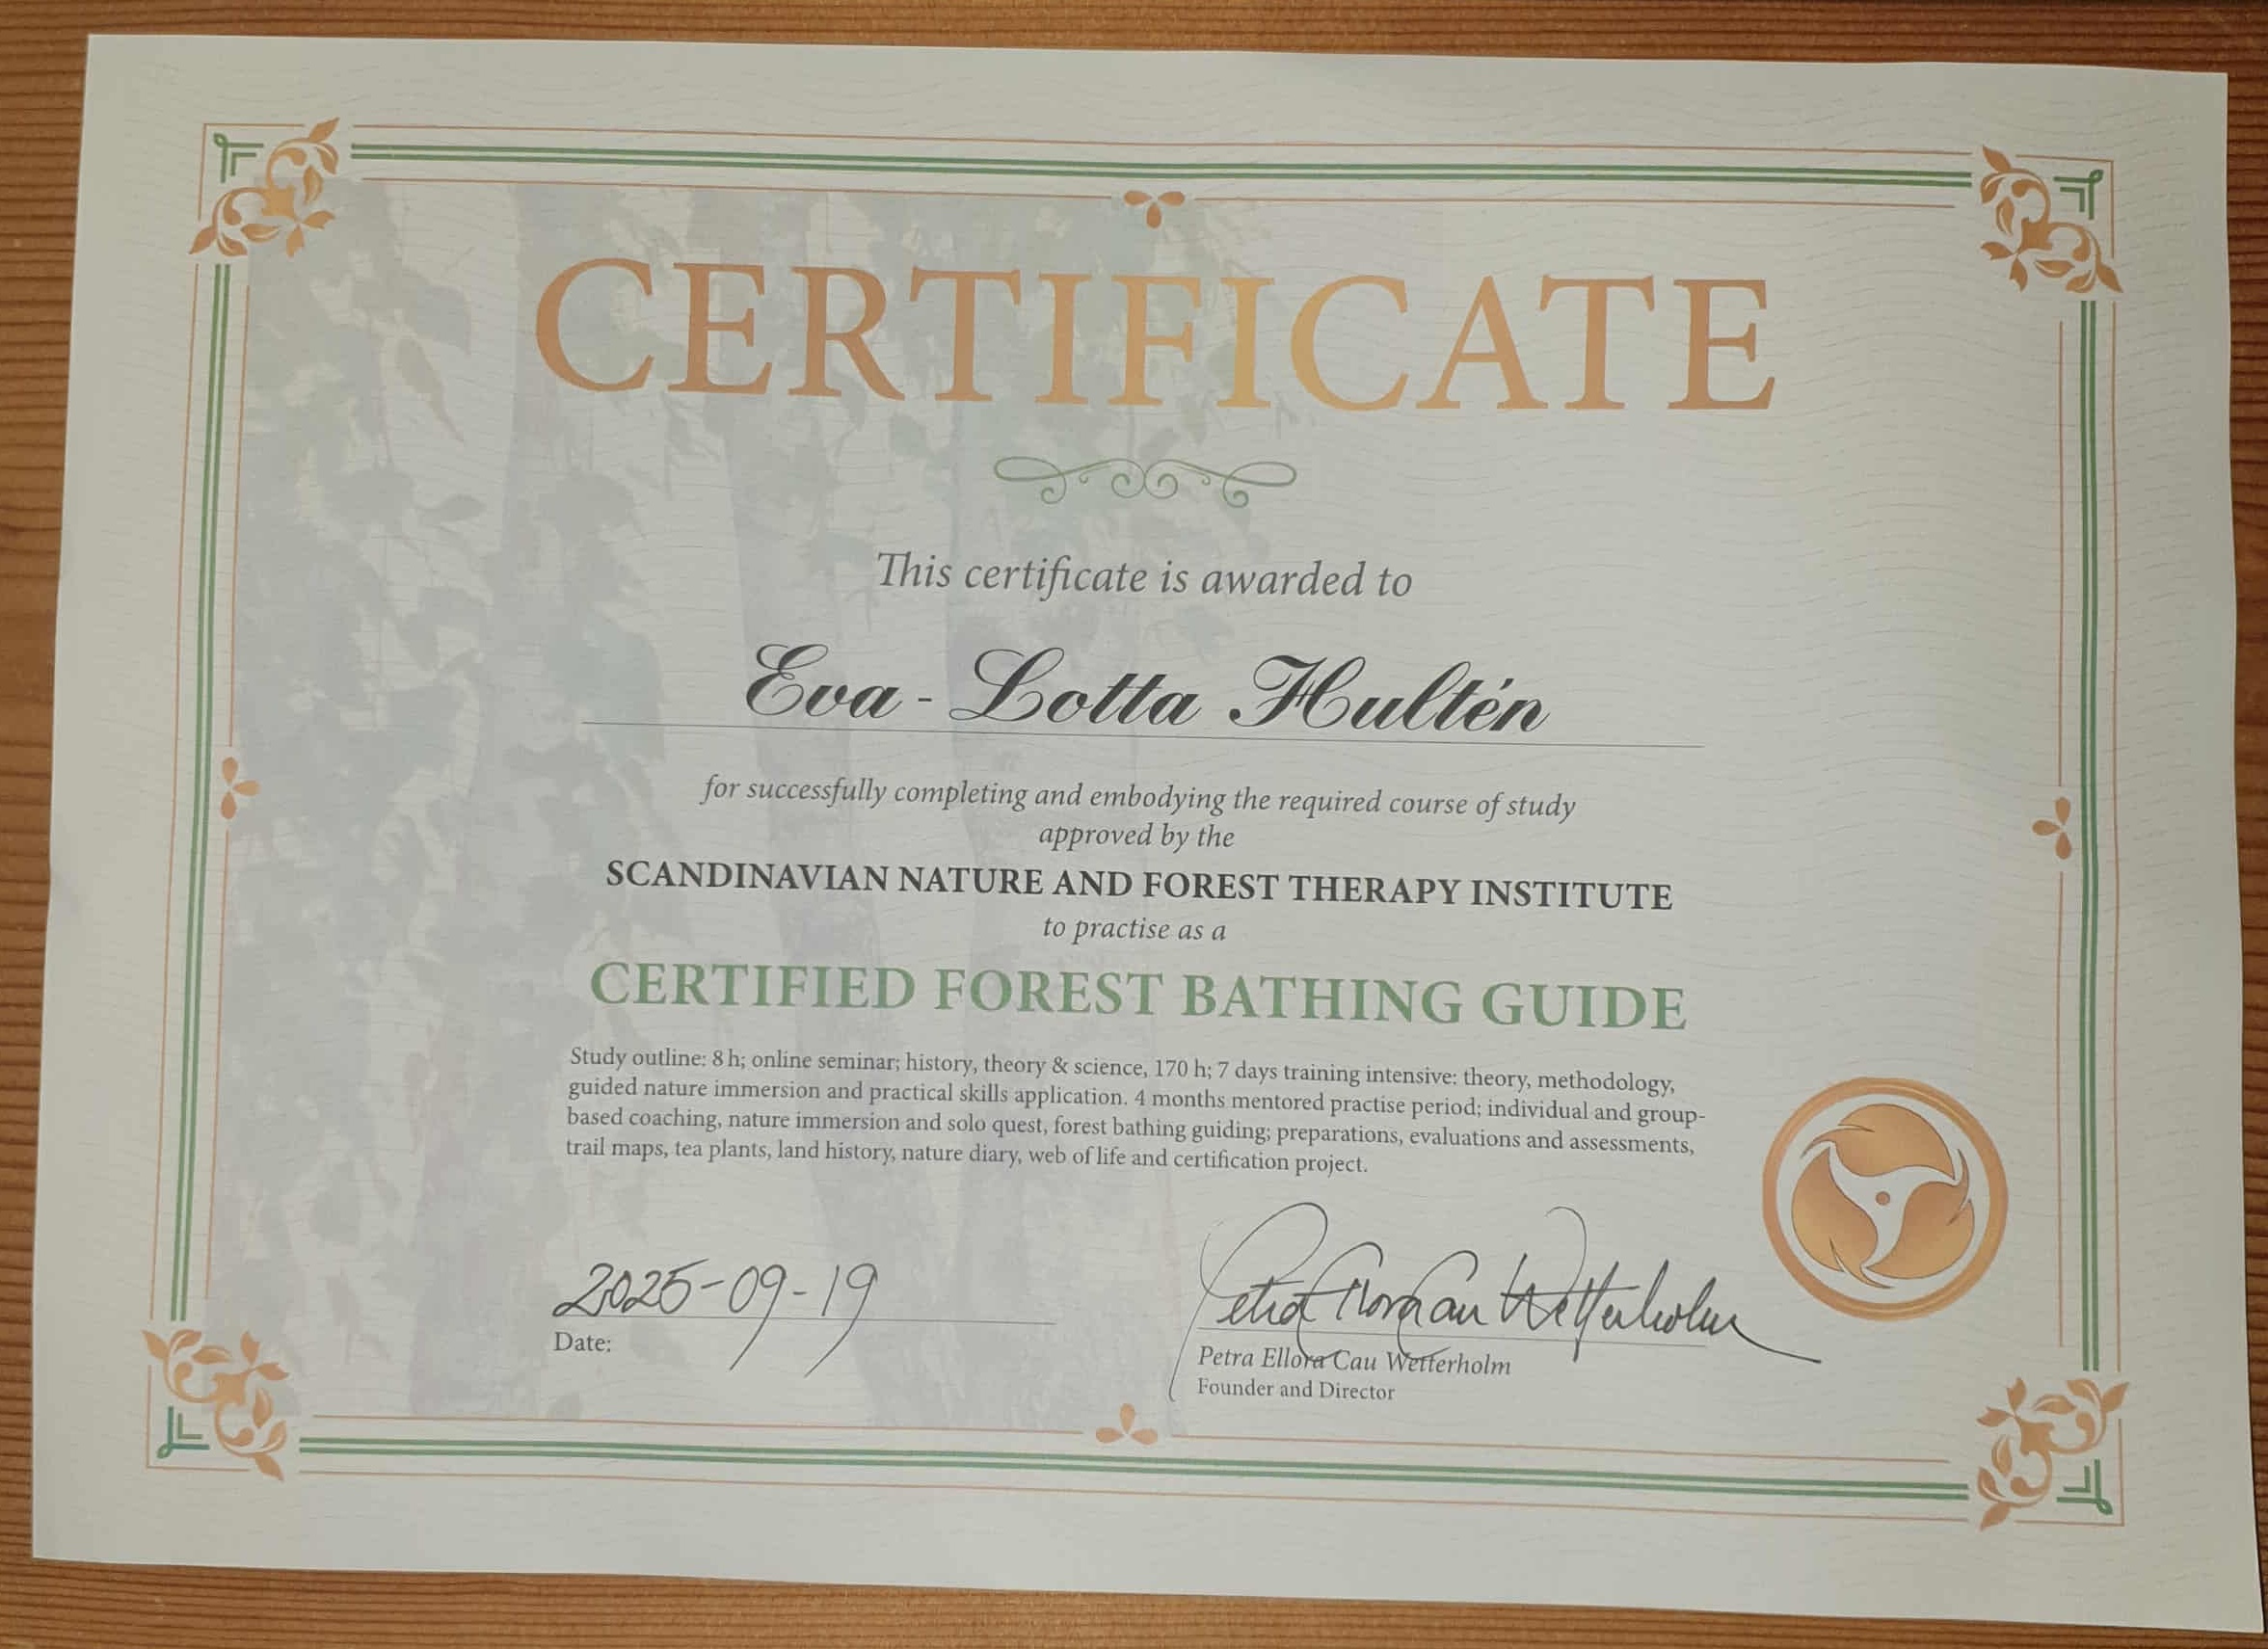 CERTIFICATE
This certificate is awarded to
Eva - Lotta Hultén
for successfully completing and embodying the required course of study
approved by the
SCANDINAVIAN NATURE AND FOREST THERAPY INSTITUTE
to practise as a
CERTIFIED FOREST BATHING GUIDE
Study outline: 8 h; online seminar; history, theory & science, 170 h; 7 days training intensive: theory, methodology,
guided nature immersion and practical skills application. 4 months mentored practise period; individual and group-
based coaching, nature immersion and solo quest, forest bathing guiding; preparations, evaluations and assessments,
trail maps, tea plants, land history, nature diary, web of life and certification project.
2025-09-19
Date:
Petra Ellora Cau Wetterholm
Petra Ellora Cau Wetterholm
Founder and Director